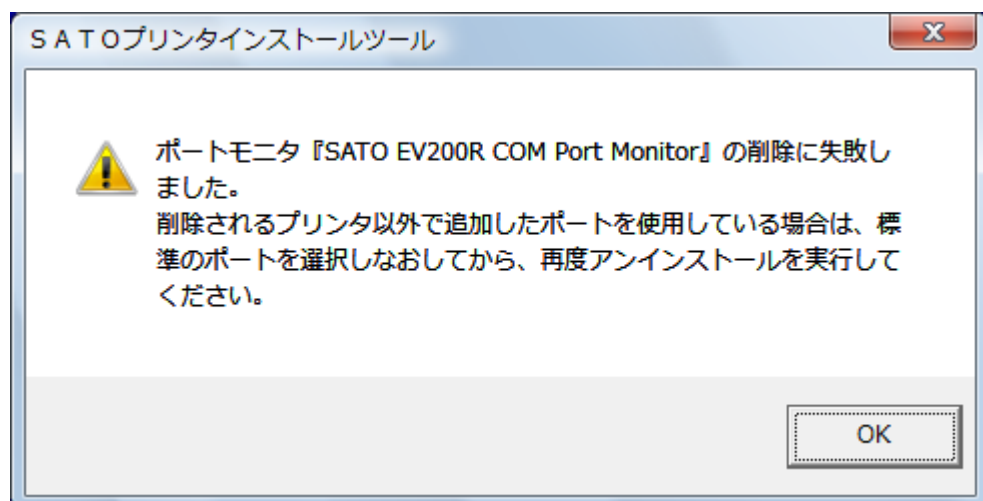 ＳＡＴＯプリンタインストールツール
ポートモニタ『SATO EV200R COM Port Monitor』の削除に失敗し
ました。
削除されるプリンタ以外で追加したポートを使用している場合は、標
準のポートを選択しなおしてから、再度アンインストールを実行して
ください。
OK